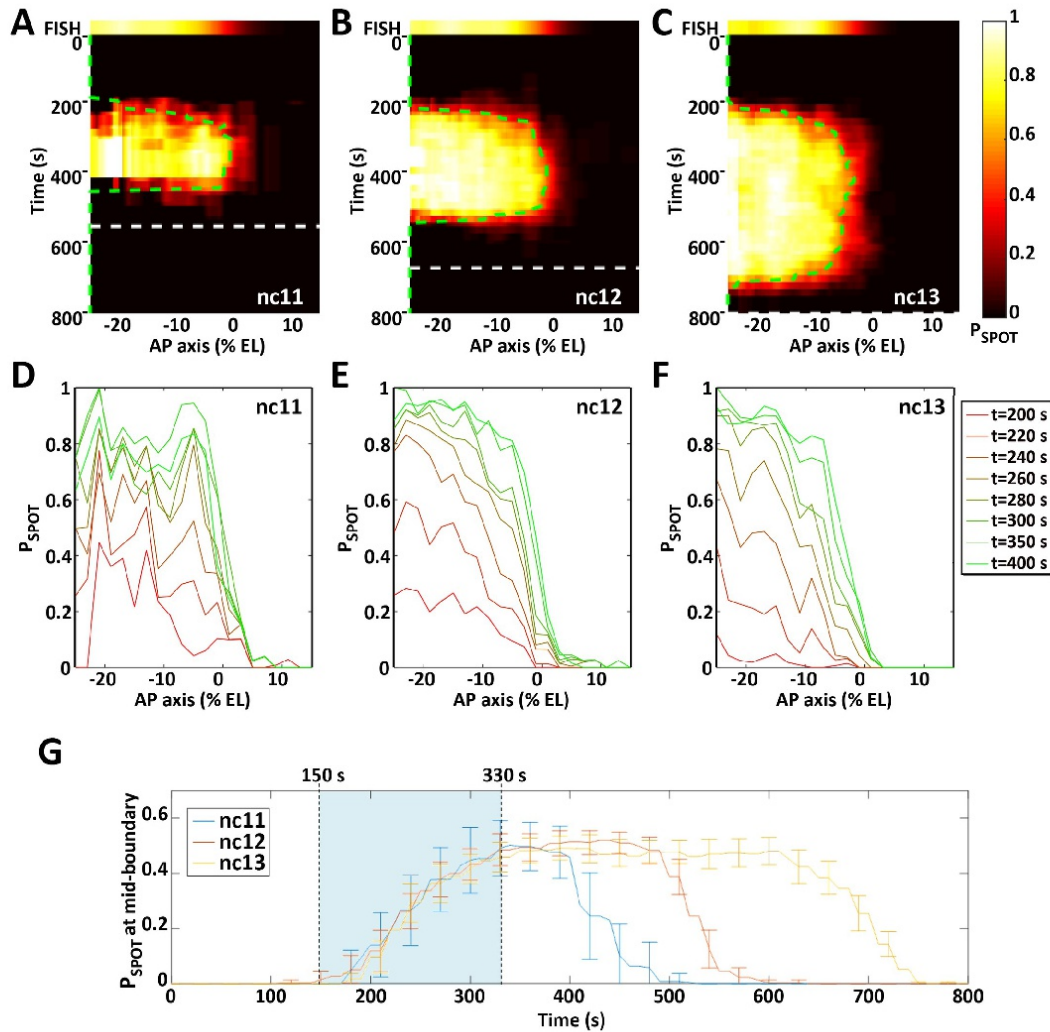 A B C
FISH FISH FISH
0 0 0 1
200 200 200 0.8
Time (s) Time (s) Time (s)
400 400 400 0.6
0.4
600 600 600 0.2
nc11 nc12 nc13
800 800 800 0
-20 -10 0 10 -20 -10 0 10 -20 -10 0 10 PSPOT
AP axis (% EL) AP axis (% EL) AP axis (% EL)
D E F
1 nc11 1 nc12 1 nc13
0.8 0.8 0.8
0.6 0.6 0.6
PSPOT PSPOT PSPOT
0.4 0.4 0.4
0.2 0.2 0.2
0 0 0
-20 -10 0 10 -20 -10 0 10 -20 -10 0 10
AP axis (% EL) AP axis (% EL) AP axis (% EL)
t=200 s
t=220 s
t=240 s
t=260 s
t=280 s
t=300 s
t=350 s
t=400 s
G
150 s 330 s
PSPOT at mid-boundary
0.6
0.4
0.2
0
nc11
nc12
nc13
0 100 200 300 400 500 600 700 800
Time (s)